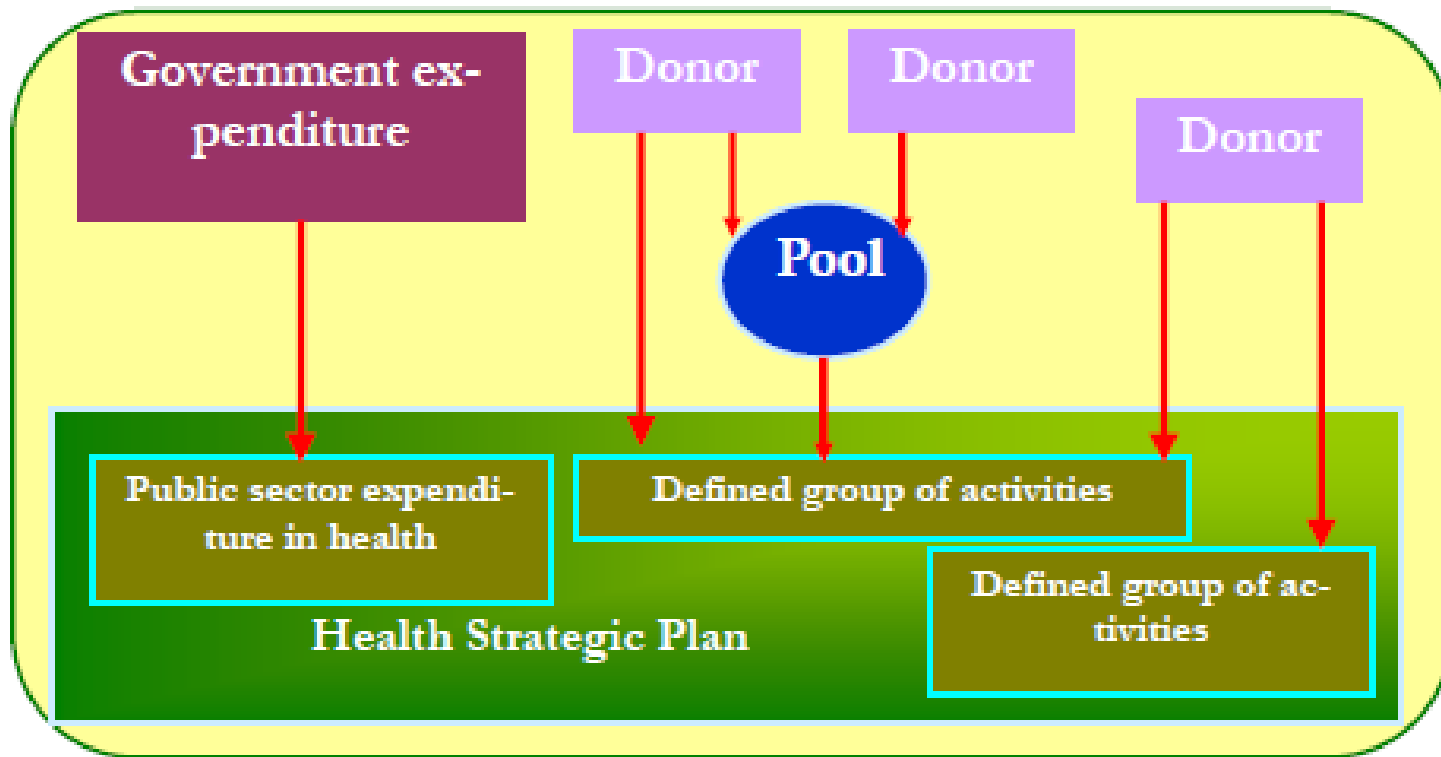 Government ex-
penditure
Donor
Donor
Donor
Pool
Public sector expendi-
ture in health
Defined group of activities
Defined group of ac-
tivities
Health Strategic Plan